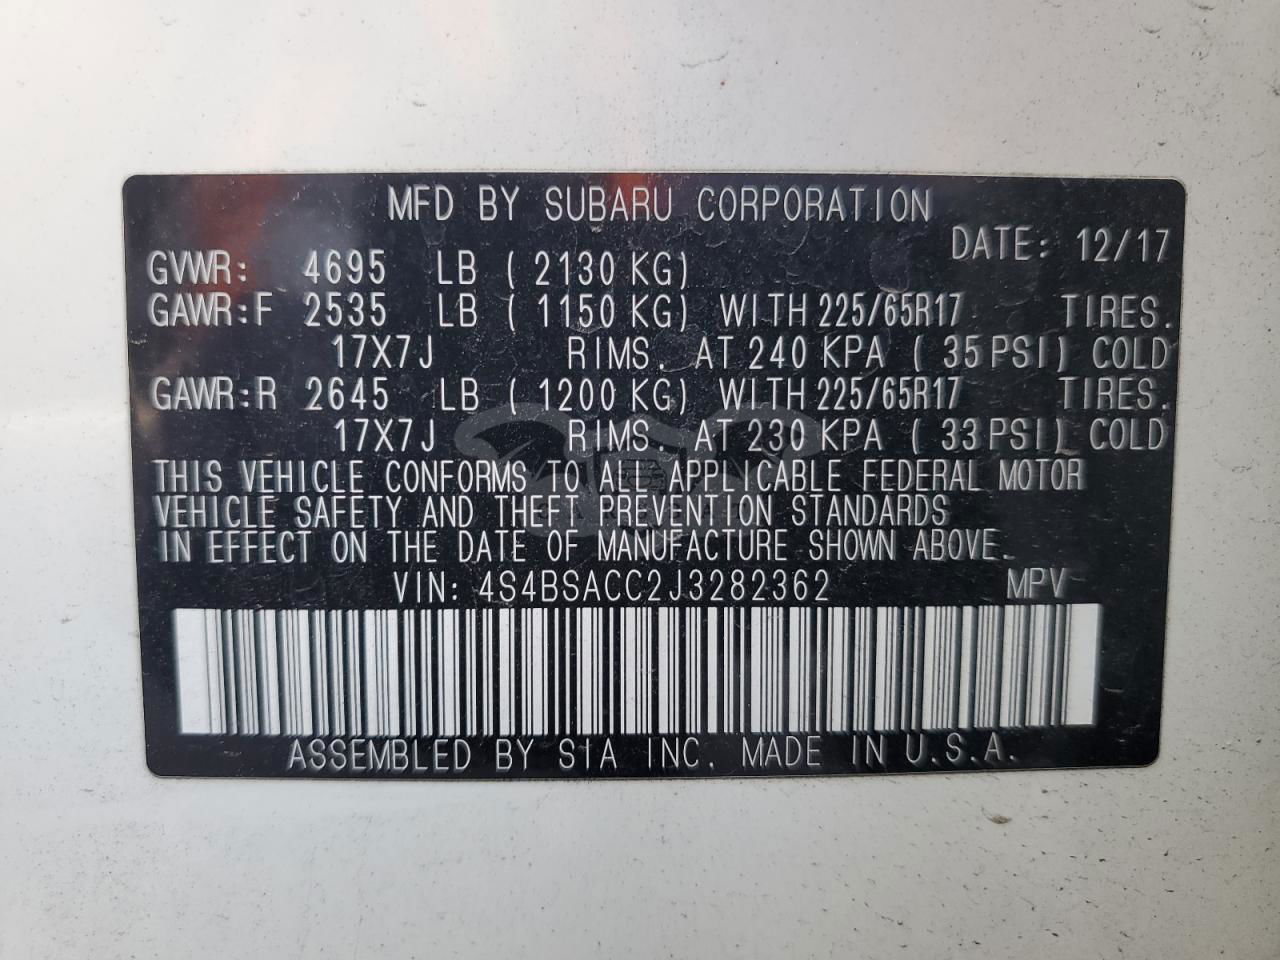 MFD BY SUBARU CORPORATION
DATE: 12/17
GVWR: 4695 LB (2130 KG)
GAWR:F 2535 LB (1150 KG) WITH 225/65R17 TIRES.
17X7J RIMS. AT 240 KPA (35 PSI) COLD
GAWR:R 2645 LB (1200 KG) WITH 225/65R17 TIRES.
17X7J RIMS. AT 230 KPA (33 PSI) COLD
THIS VEHICLE CONFORMS TO ALL APPLICABLE FEDERAL MOTOR
VEHICLE SAFETY AND THEFT PREVENTION STANDARDS
IN EFFECT ON THE DATE OF MANUFACTURE SHOWN ABOVE.
VIN: 4S4BSACC2J3282362 MPV
ASSEMBLED BY SIA INC. MADE IN U.S.A.